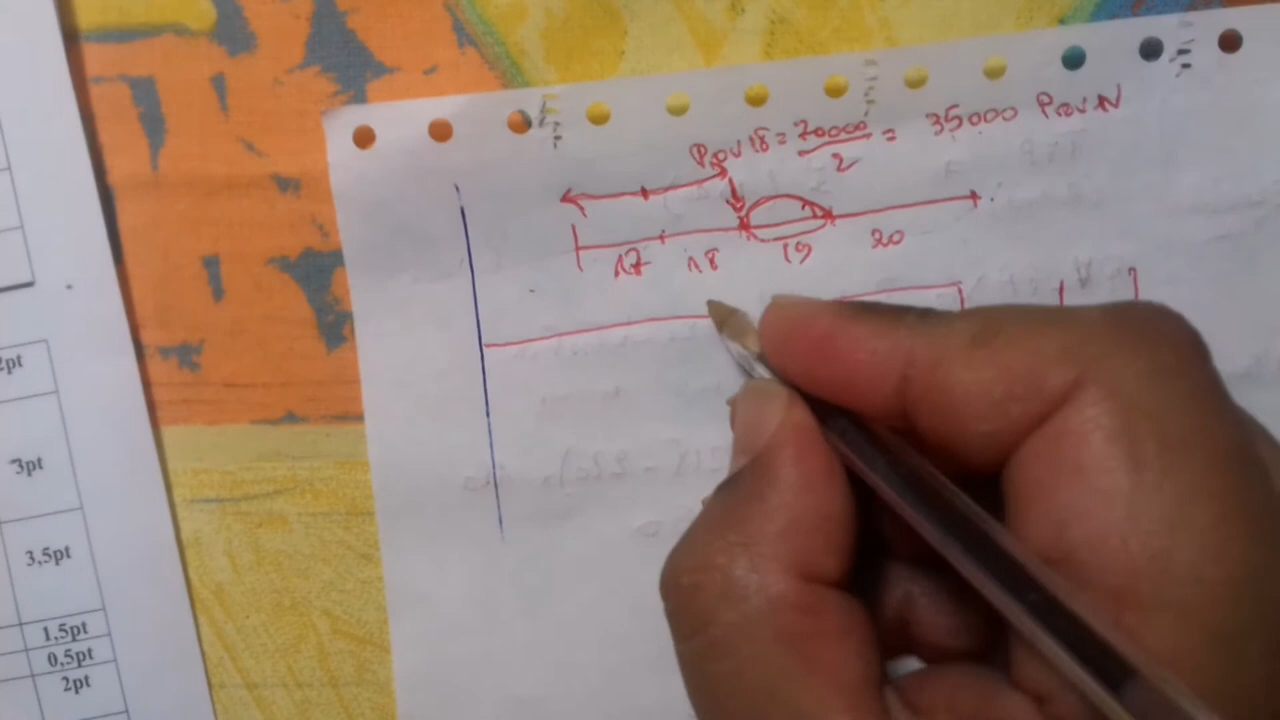 Prov 18 = 70000 / 2 = 35000 Prov N
17 18 19 20
2pt
3pt
3,5pt
1,5pt
0,5pt
2pt